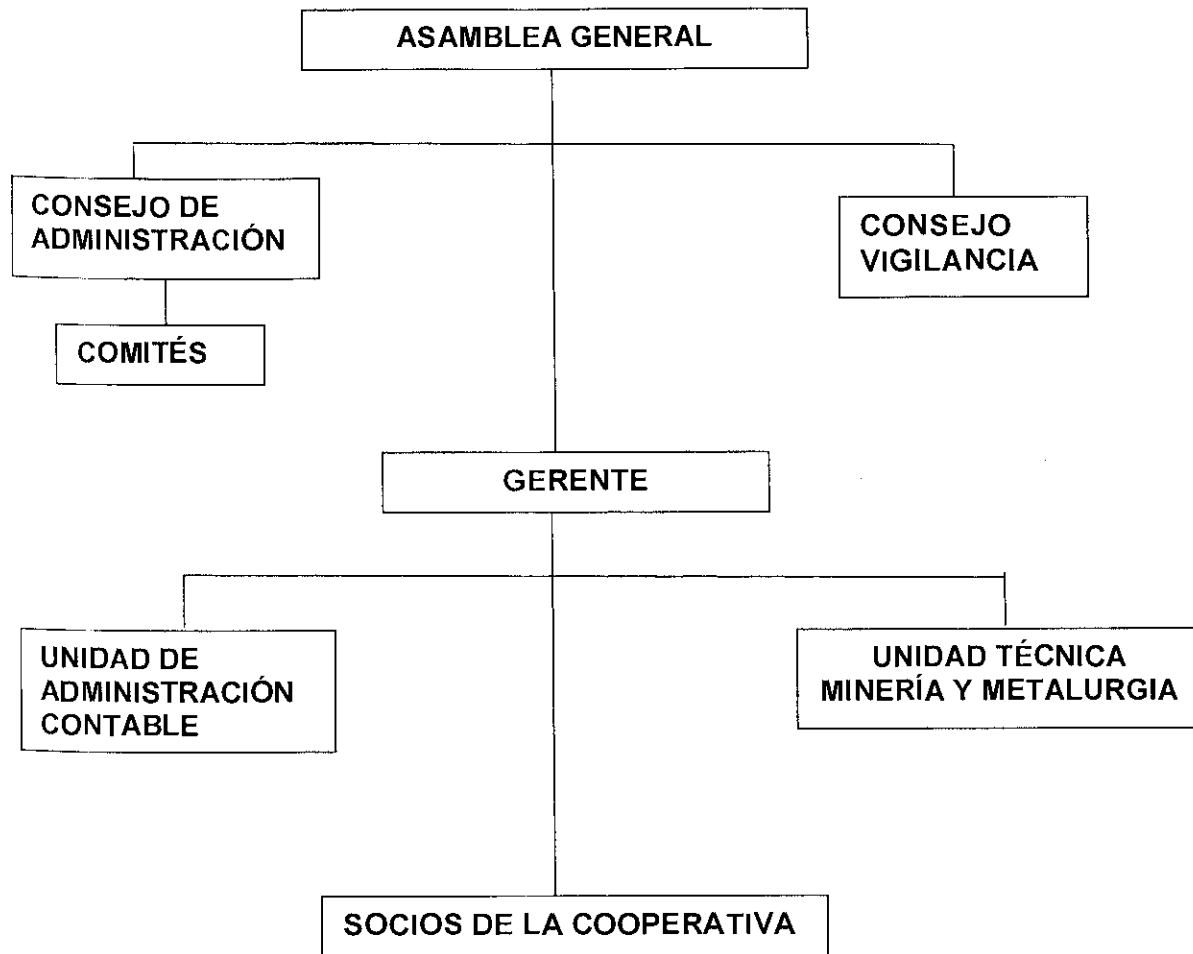 ASAMBLEA GENERAL
CONSEJO DE
ADMINISTRACIÓN
CONSEJO
VIGILANCIA
COMITÉS
GERENTE
UNIDAD DE
ADMINISTRACIÓN
CONTABLE
UNIDAD TÉCNICA
MINERÍA Y METALURGIA
SOCIOS DE LA COOPERATIVA